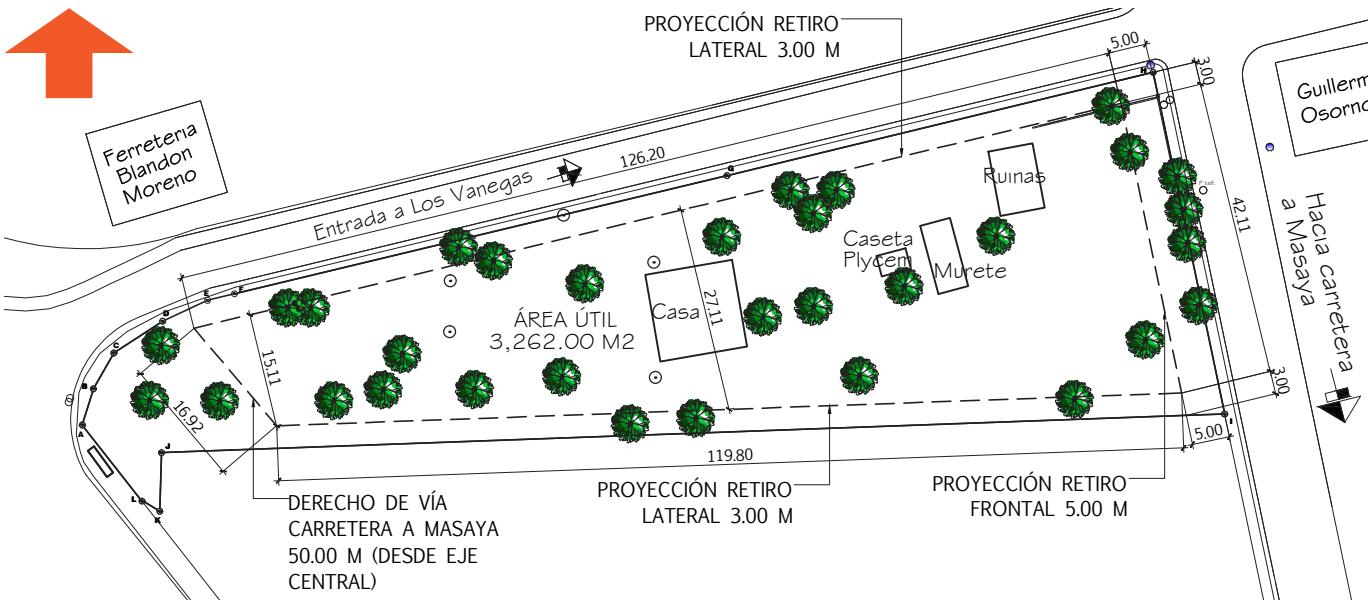 PROYECCIÓN RETIRO
LATERAL 3.00 M
5.00
3.00
H
Guillerm
Osorno
Ferreteria
Blandon
Moreno
126.20
G
Entrada a Los Vanegas
Ruinas
P. telf.
42.11
Hacia carretera
a Masaya
Caseta
Plycem
Murete
E
F
D
C
B
A
ÁREA ÚTIL
3,262.00 M2
Casa
27.11
15.11
16.92
3.00
J
I
5.00
119.80
L
K
DERECHO DE VÍA
CARRETERA A MASAYA
50.00 M (DESDE EJE
CENTRAL)
PROYECCIÓN RETIRO
LATERAL 3.00 M
PROYECCIÓN RETIRO
FRONTAL 5.00 M